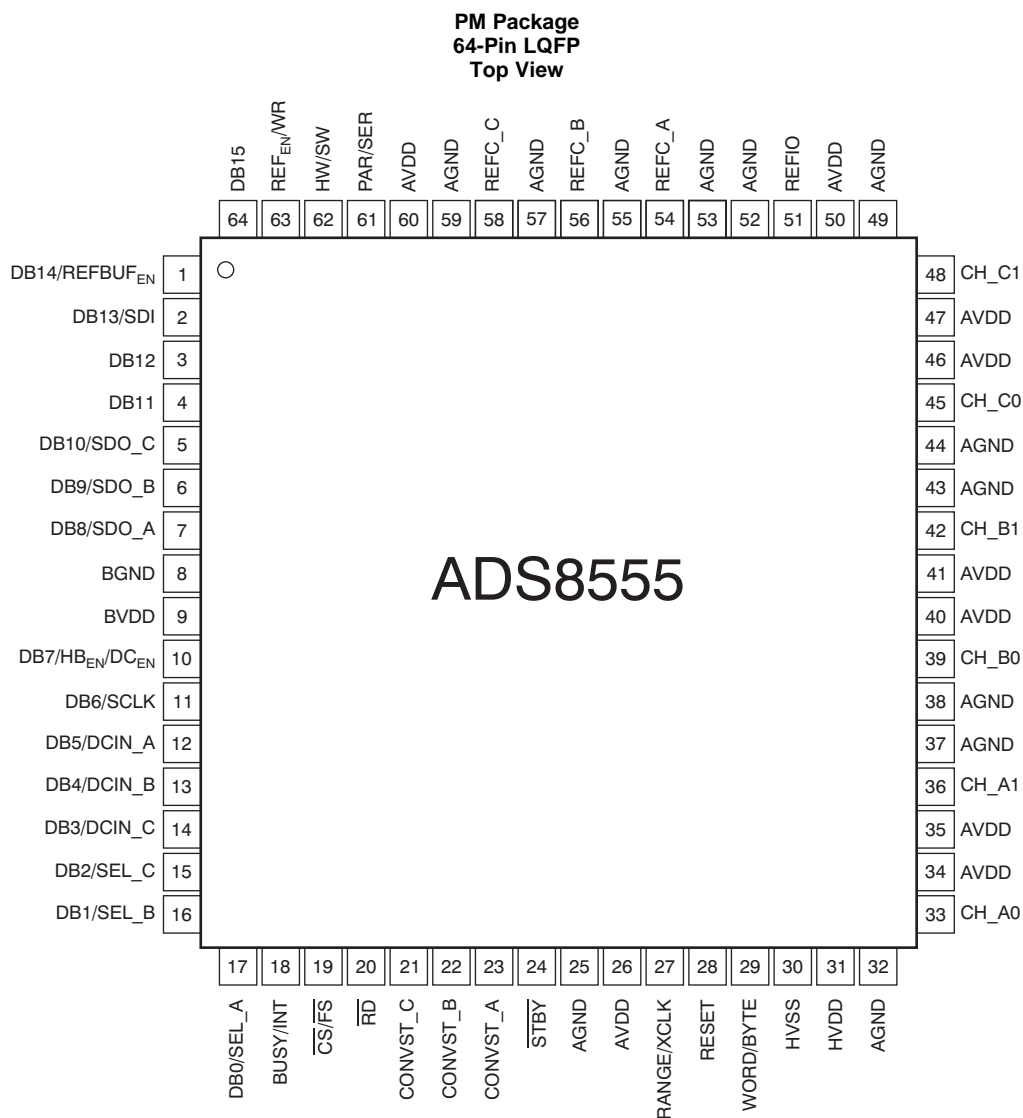 PM Package
64-Pin LQFP
Top View
DB15
REFEN/WR
HW/SW
PAR/SER
AVDD
AGND
REFC_C
AGND
REFC_B
AGND
REFC_A
AGND
AGND
REFIO
AVDD
AGND
64 63 62 61 60 59 58 57 56 55 54 53 52 51 50 49
DB14/REFBUFEN 1 48 CH_C1
DB13/SDI 2 47 AVDD
DB12 3 46 AVDD
DB11 4 45 CH_C0
DB10/SDO_C 5 44 AGND
DB9/SDO_B 6 43 AGND
DB8/SDO_A 7 42 CH_B1
BGND 8 41 AVDD
ADS8555
BVDD 9 40 AVDD
DB7/HBEN/DCEN 10 39 CH_B0
DB6/SCLK 11 38 AGND
DB5/DCIN_A 12 37 AGND
DB4/DCIN_B 13 36 CH_A1
DB3/DCIN_C 14 35 AVDD
DB2/SEL_C 15 34 AVDD
DB1/SEL_B 16 33 CH_A0
17 18 19 20 21 22 23 24 25 26 27 28 29 30 31 32
DB0/SEL_A
BUSY/INT
CS/FS
RD
CONVST_C
CONVST_B
CONVST_A
STBY
AGND
AVDD
RANGE/XCLK
RESET
WORD/BYTE
HVSS
HVDD
AGND